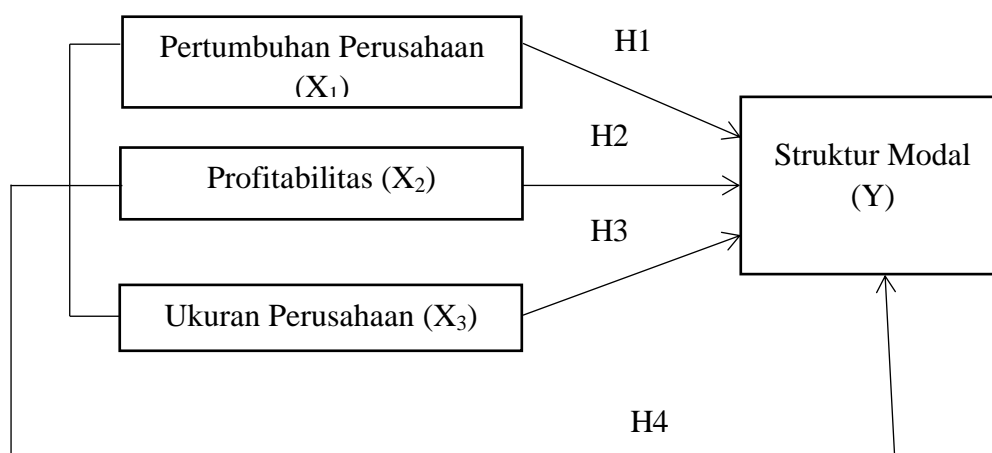 Pertumbuhan Perusahaan
(X₁)
H1
H2
Profitabilitas (X₂)
Struktur Modal
(Y)
H3
Ukuran Perusahaan (X₃)
H4